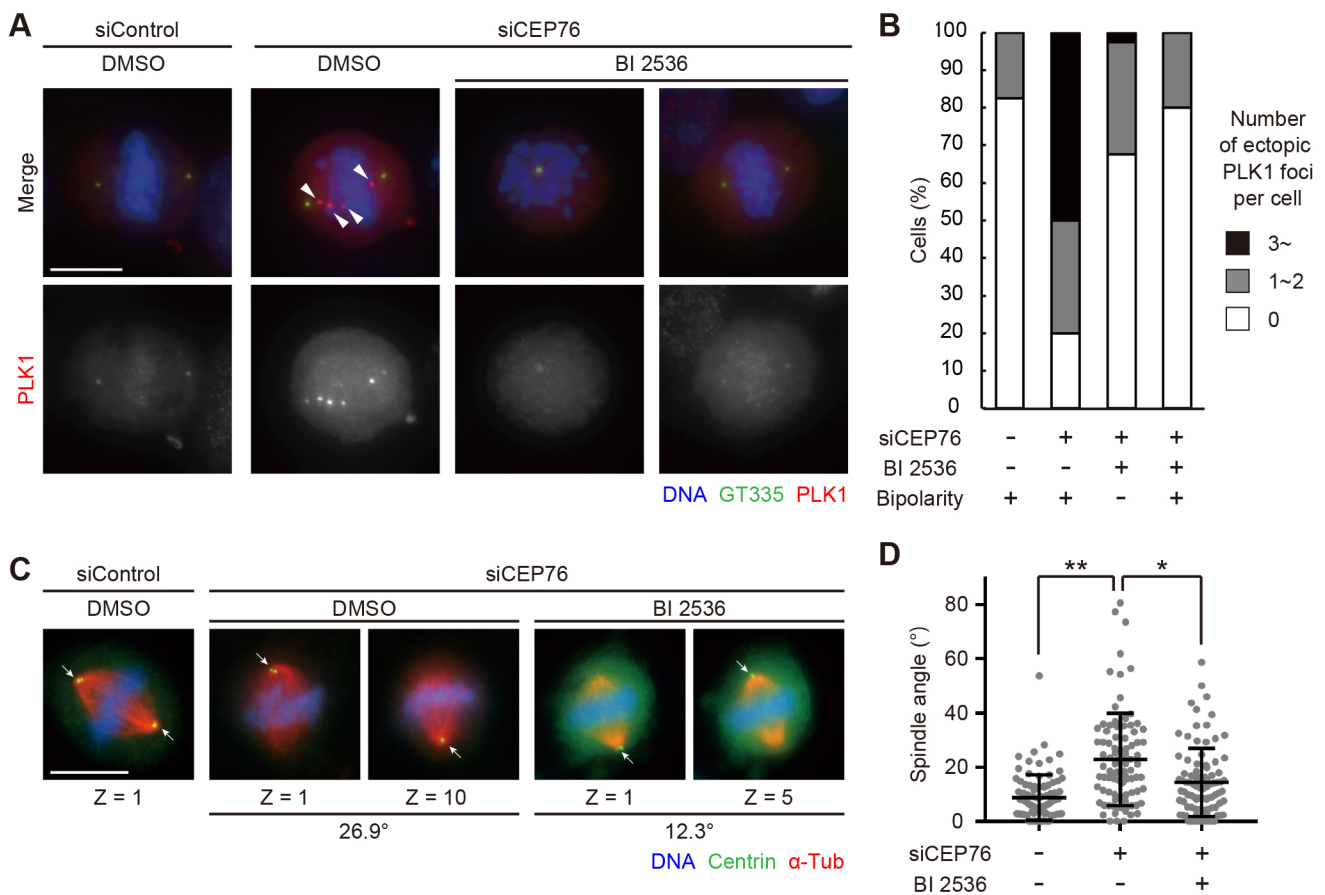 A
siControl
siCEP76
DMSO
DMSO
BI 2536
Merge
PLK1
DNA GT335 PLK1
B
100
90
80
70
60
50
40
30
20
10
0
Cells (%)
Number
of ectopic
PLK1 foci
per cell
3~
1~2
0
siCEP76 - + + +
BI 2536 - - + +
Bipolarity + + - +
C
siControl
siCEP76
DMSO
DMSO
BI 2536
Z = 1
Z = 1
Z = 10
Z = 1
Z = 5
26.9°
12.3°
DNA Centrin α-Tub
D
** *
80
60
40
20
0
Spindle angle (°)
siCEP76 - + +
BI 2536 - - +